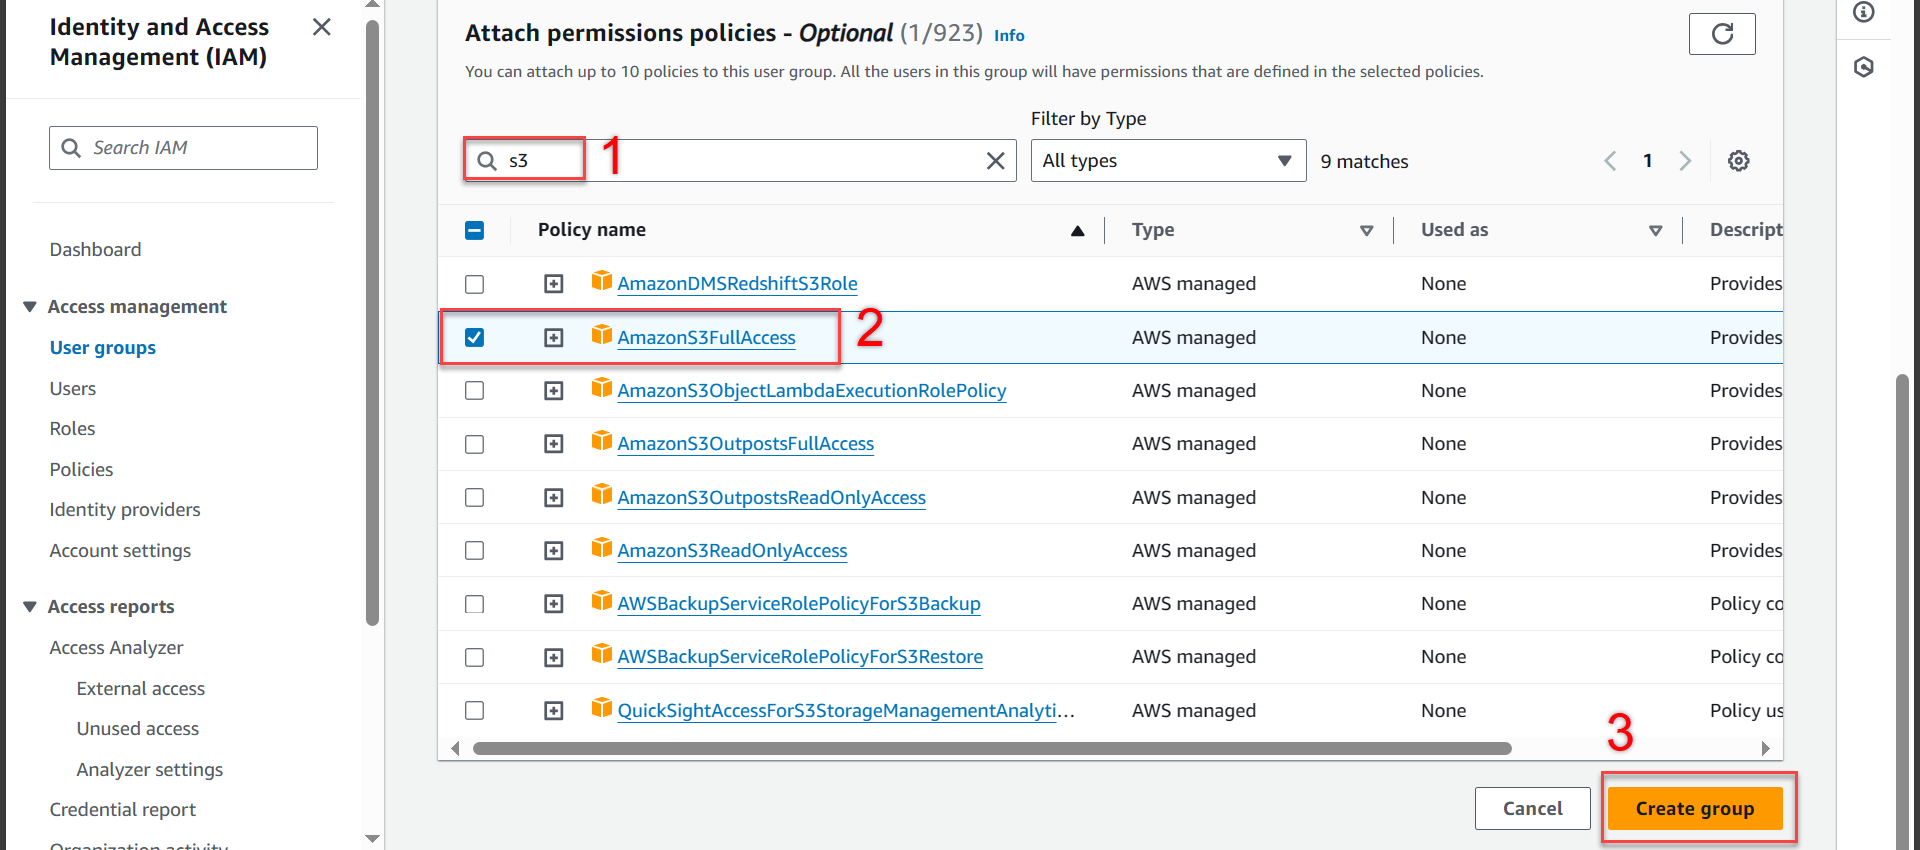 Identity and Access
Management (IAM)
Search IAM
Dashboard
Access management
User groups
Users
Roles
Policies
Identity providers
Account settings
Access reports
Access Analyzer
External access
Unused access
Analyzer settings
Credential report
Organization activity
Attach permissions policies - Optional (1/923) Info
You can attach up to 10 policies to this user group. All the users in this group will have permissions that are defined in the selected policies.
Filter by Type
s3 1 All types 9 matches 1
Policy name Type Used as Descript
AmazonDMSRedshiftS3Role AWS managed None Provides
AmazonS3FullAccess 2 AWS managed None Provides
AmazonS3ObjectLambdaExecutionRolePolicy AWS managed None Provides
AmazonS3OutpostsFullAccess AWS managed None Provides
AmazonS3OutpostsReadOnlyAccess AWS managed None Provides
AmazonS3ReadOnlyAccess AWS managed None Provides
AWSBackupServiceRolePolicyForS3Backup AWS managed None Policy co
AWSBackupServiceRolePolicyForS3Restore AWS managed None Policy co
QuickSightAccessForS3StorageManagementAnalyti... AWS managed None Policy us
3
Cancel Create group